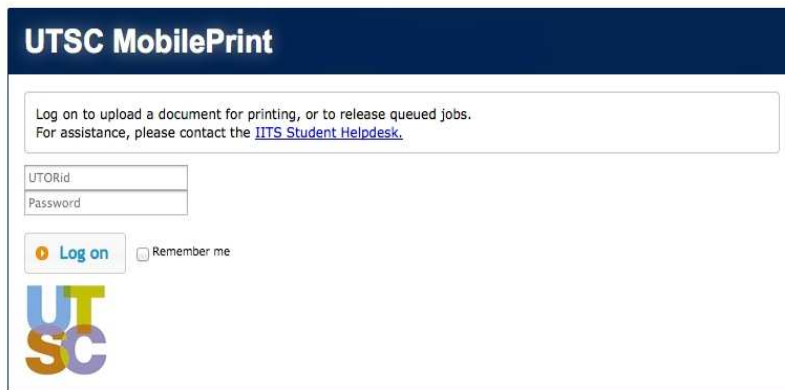 UTSC MobilePrint
Log on to upload a document for printing, or to release queued jobs.
For assistance, please contact the IITS Student Helpdesk.
UTORid
Password
Log on
Remember me
UT
SC